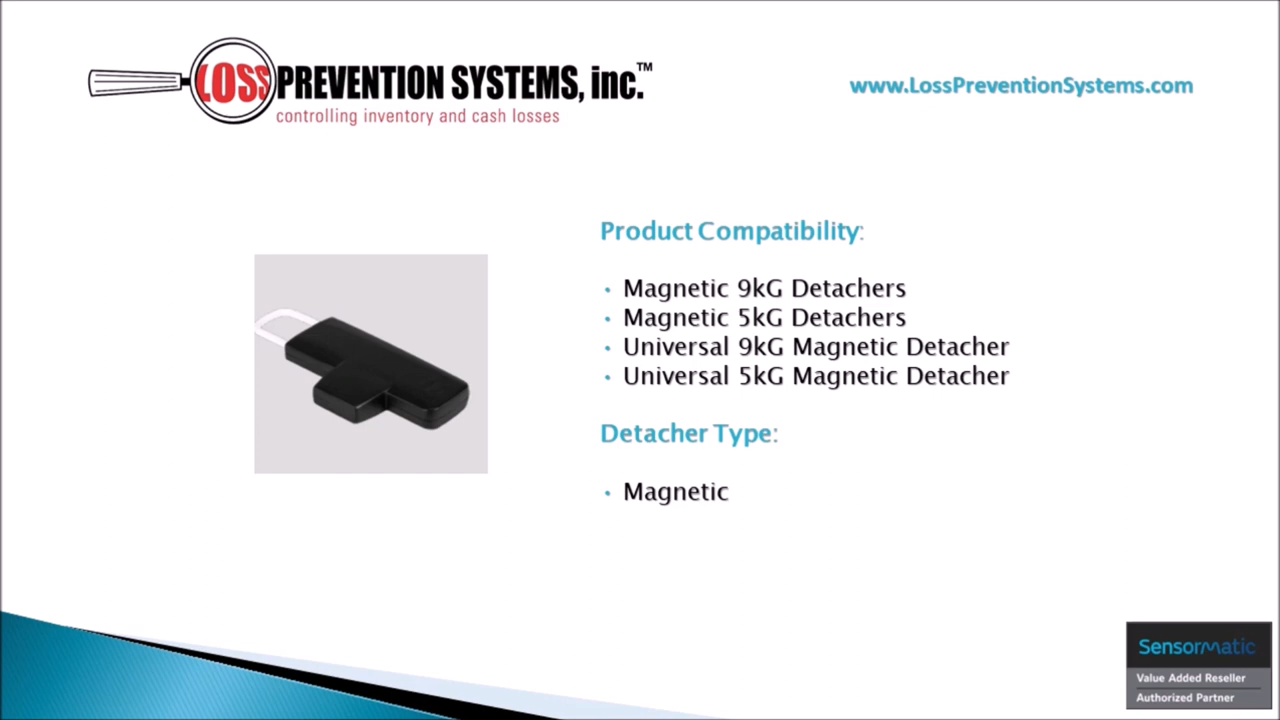 LOSS PREVENTION SYSTEMS, inc.™
controlling inventory and cash losses
www.LossPreventionSystems.com
Product Compatibility:
• Magnetic 9kG Detachers
• Magnetic 5kG Detachers
• Universal 9kG Magnetic Detacher
• Universal 5kG Magnetic Detacher
Detacher Type:
• Magnetic
Sensormatic
Value Added Reseller
Authorized Partner